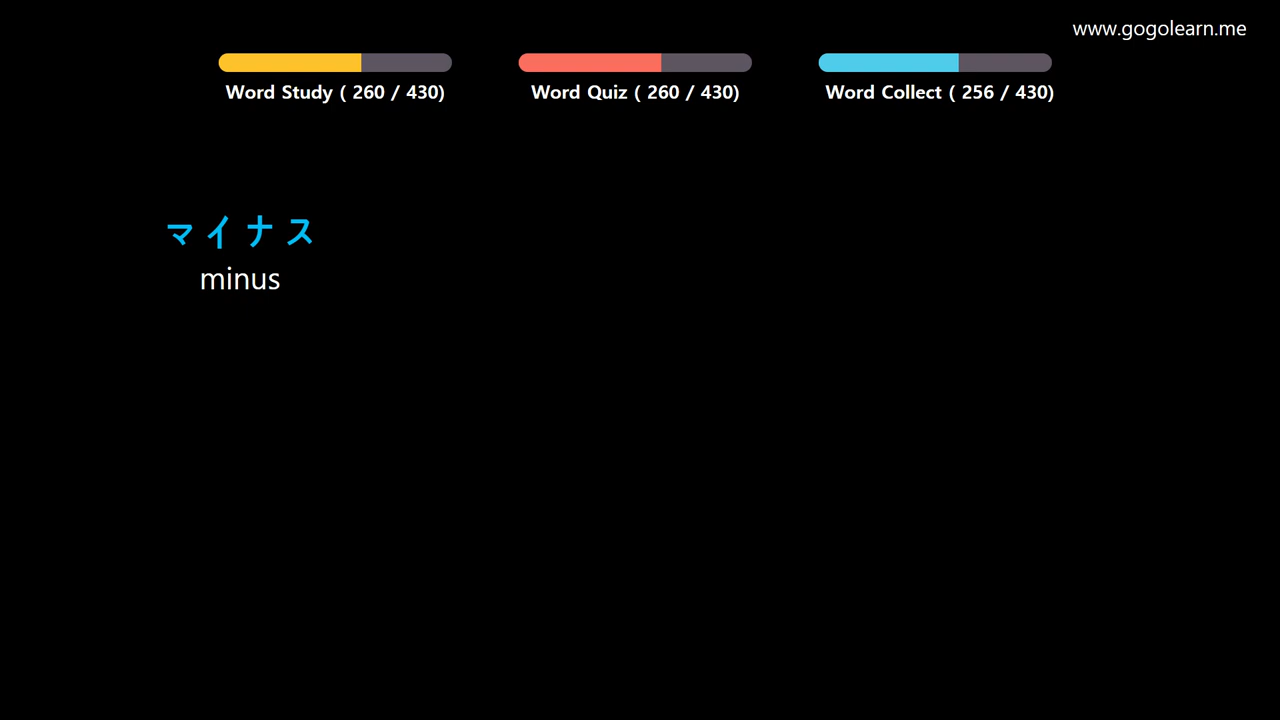 www.gogolearn.me
Word Study ( 260 / 430)
Word Quiz ( 260 / 430)
Word Collect ( 256 / 430)
マイナス
minus